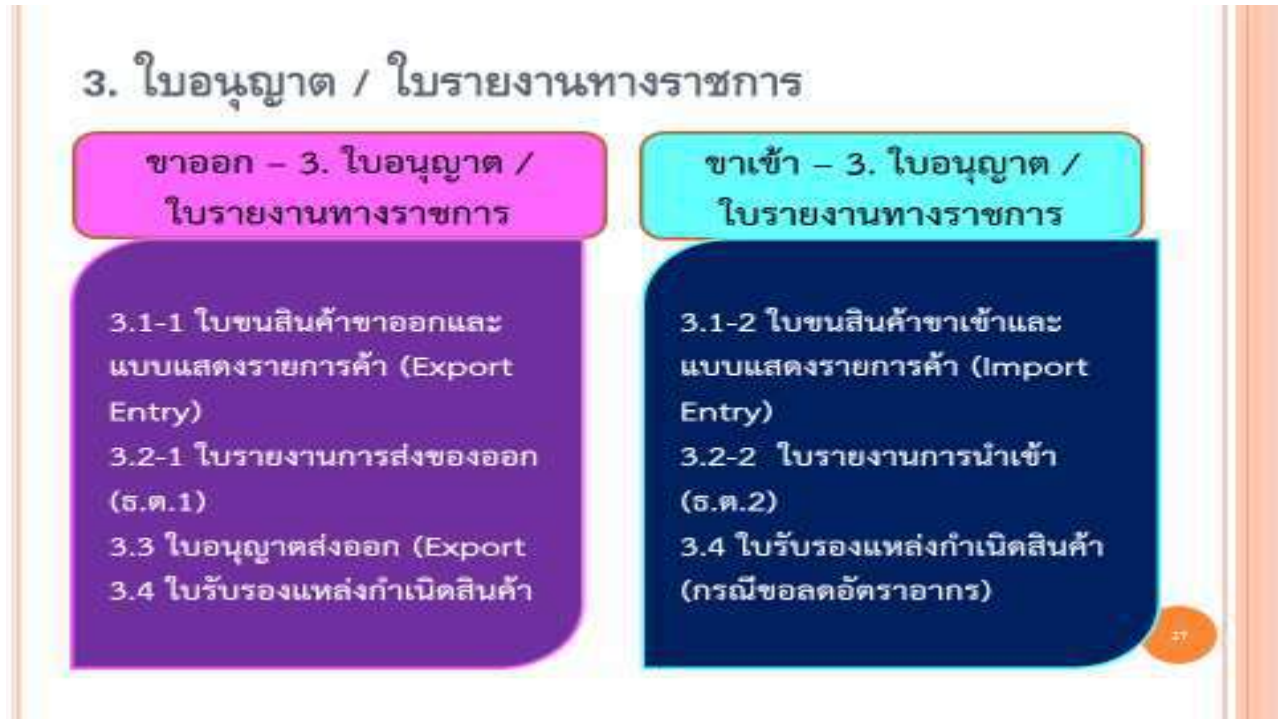 3. ใบอนุญาต / ใบรายงานทางราชการ
ขาออก – 3. ใบอนุญาต /
ใบรายงานทางราชการ
3.1-1 ใบขนสินค้าขาออกและ
แบบแสดงรายการค้า (Export
Entry)
3.2-1 ใบรายงานการส่งของออก
(ธ.ต.1)
3.3 ใบอนุญาตส่งออก (Export
3.4 ใบรับรองแหล่งกำเนิดสินค้า
ขาเข้า – 3. ใบอนุญาต /
ใบรายงานทางราชการ
3.1-2 ใบขนสินค้าขาเข้าและ
แบบแสดงรายการค้า (Import
Entry)
3.2-2 ใบรายงานการนำเข้า
(ธ.ต.2)
3.4 ใบรับรองแหล่งกำเนิดสินค้า
(กรณีขอลดอัตราอากร)
27